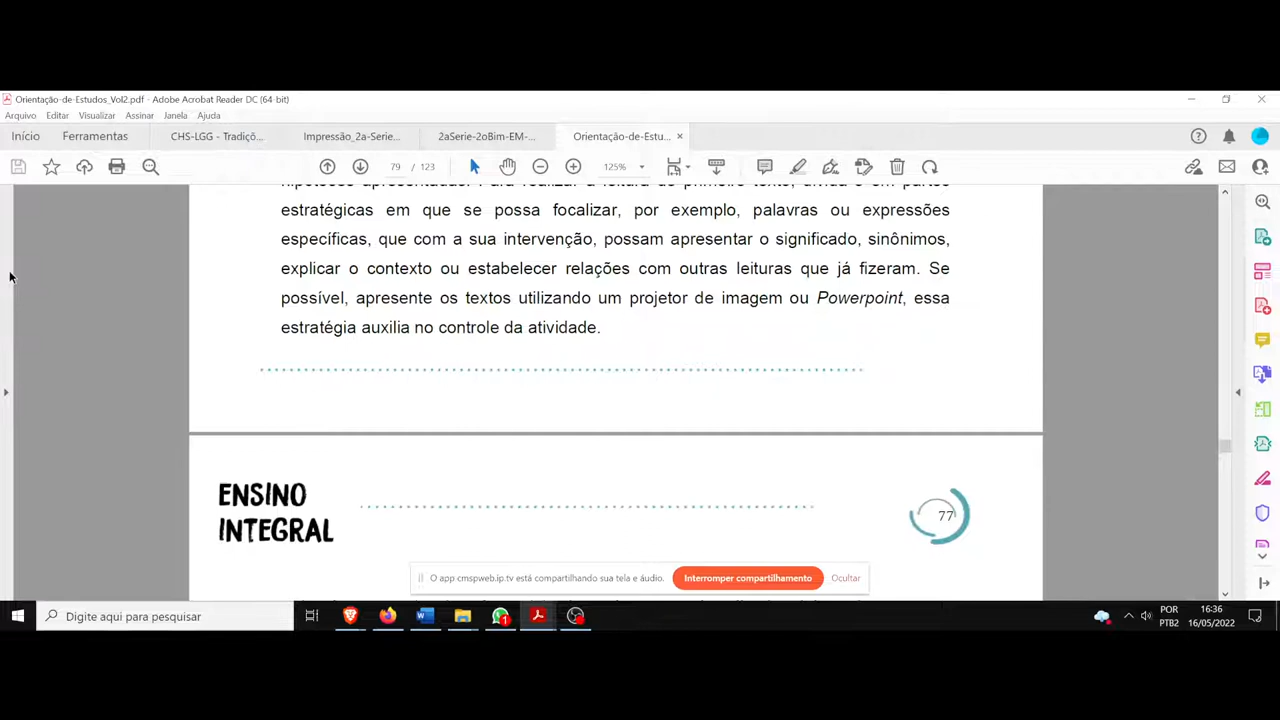 Orientação-de-Estudos_Vol2.pdf - Adobe Acrobat Reader DC (64-bit)
Arquivo Editar Visualizar Assinar Janela Ajuda
Início Ferramentas CHS-LGG - Tradiçõ... Impressão_2a-Serie... 2aSerie-2oBim-EM-... Orientação-de-Estu... ×
79 / 123 125%
estratégicas em que se possa focalizar, por exemplo, palavras ou expressões
específicas, que com a sua intervenção, possam apresentar o significado, sinônimos,
explicar o contexto ou estabelecer relações com outras leituras que já fizeram. Se
possível, apresente os textos utilizando um projetor de imagem ou Powerpoint, essa
estratégia auxilia no controle da atividade.
ENSINO
INTEGRAL
77
O app cmspweb.ip.tv está compartilhando sua tela e áudio. Interromper compartilhamento Ocultar
Digite aqui para pesquisar
POR 16:36
PTB2 16/05/2022